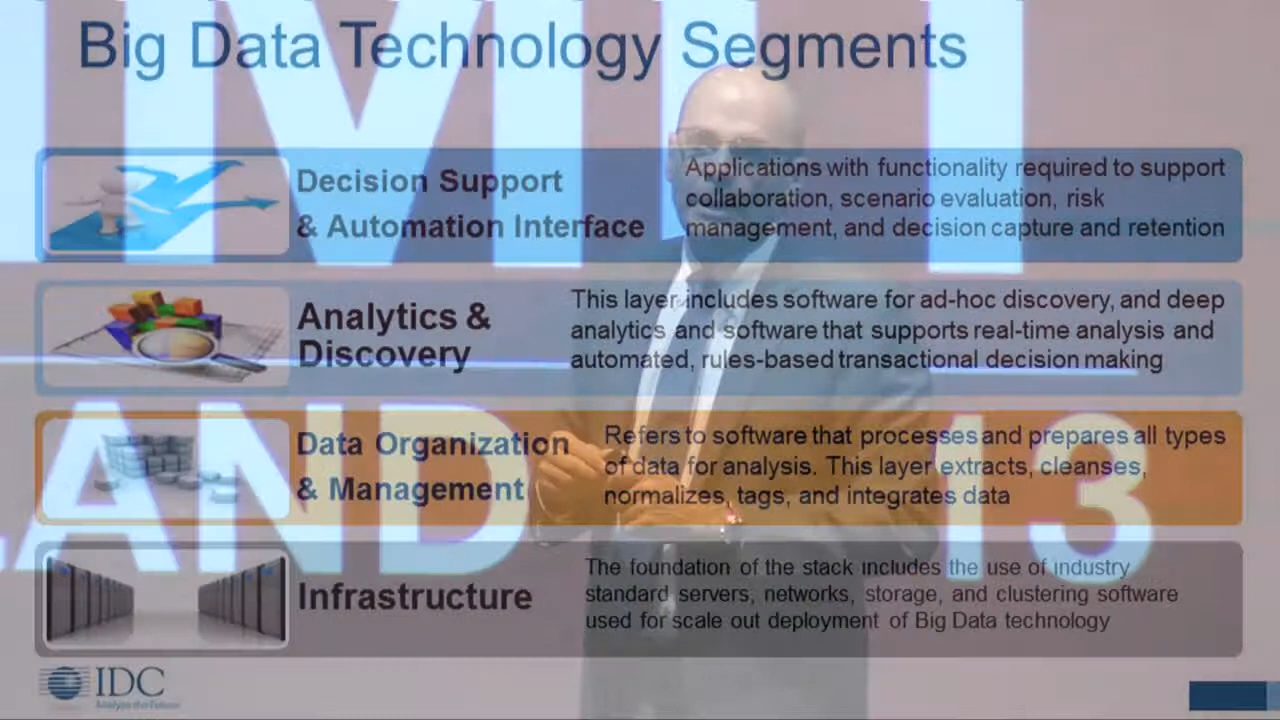 Big Data Technology Segments
Decision Support
& Automation Interface
Applications with functionality required to support
collaboration, scenario evaluation, risk
management, and decision capture and retention
Analytics &
Discovery
This layer includes software for ad-hoc discovery, and deep
analytics and software that supports real-time analysis and
automated, rules-based transactional decision making
Data Organization
& Management
Refers to software that processes and prepares all types
of data for analysis. This layer extracts, cleanses,
normalizes, tags, and integrates data
Infrastructure
The foundation of the stack includes the use of industry
standard servers, networks, storage, and clustering software
used for scale out deployment of Big Data technology
IDC
Analyze the Future
AND 13